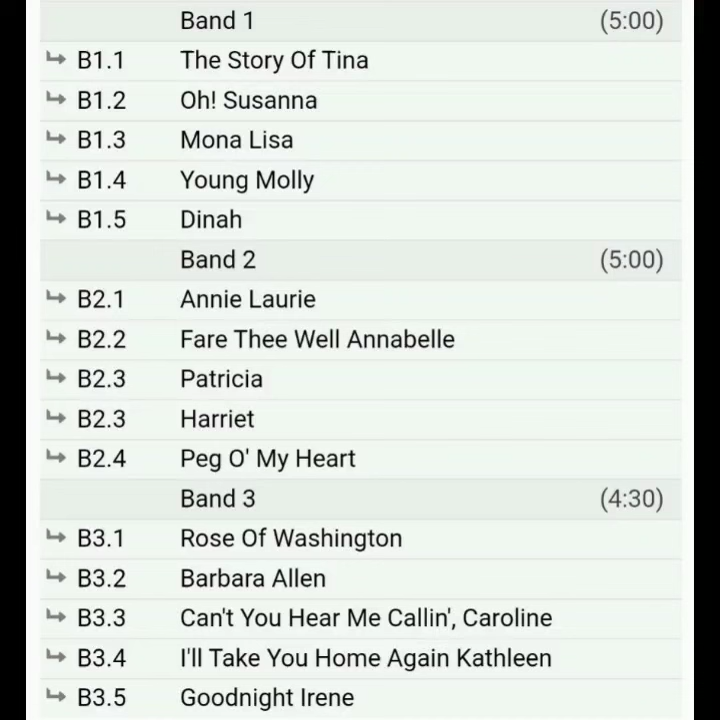 Band 1 (5:00)
B1.1 The Story Of Tina
B1.2 Oh! Susanna
B1.3 Mona Lisa
B1.4 Young Molly
B1.5 Dinah
Band 2 (5:00)
B2.1 Annie Laurie
B2.2 Fare Thee Well Annabelle
B2.3 Patricia
B2.3 Harriet
B2.4 Peg O' My Heart
Band 3 (4:30)
B3.1 Rose Of Washington
B3.2 Barbara Allen
B3.3 Can't You Hear Me Callin', Caroline
B3.4 I'll Take You Home Again Kathleen
B3.5 Goodnight Irene